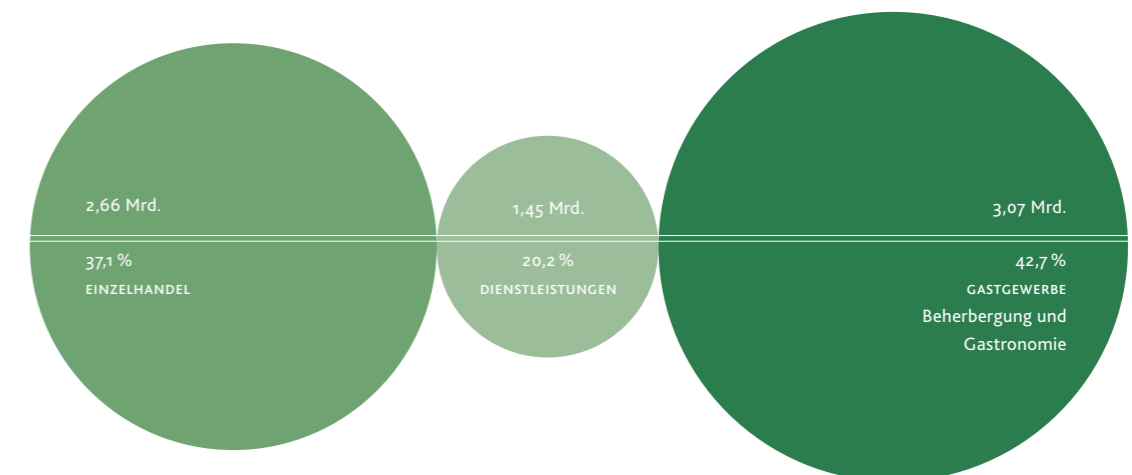 2,66 Mrd.
37,1 %
EINZELHANDEL
1,45 Mrd.
20,2 %
DIENSTLEISTUNGEN
3,07 Mrd.
42,7 %
GASTGEWERBE
Beherbergung und
Gastronomie